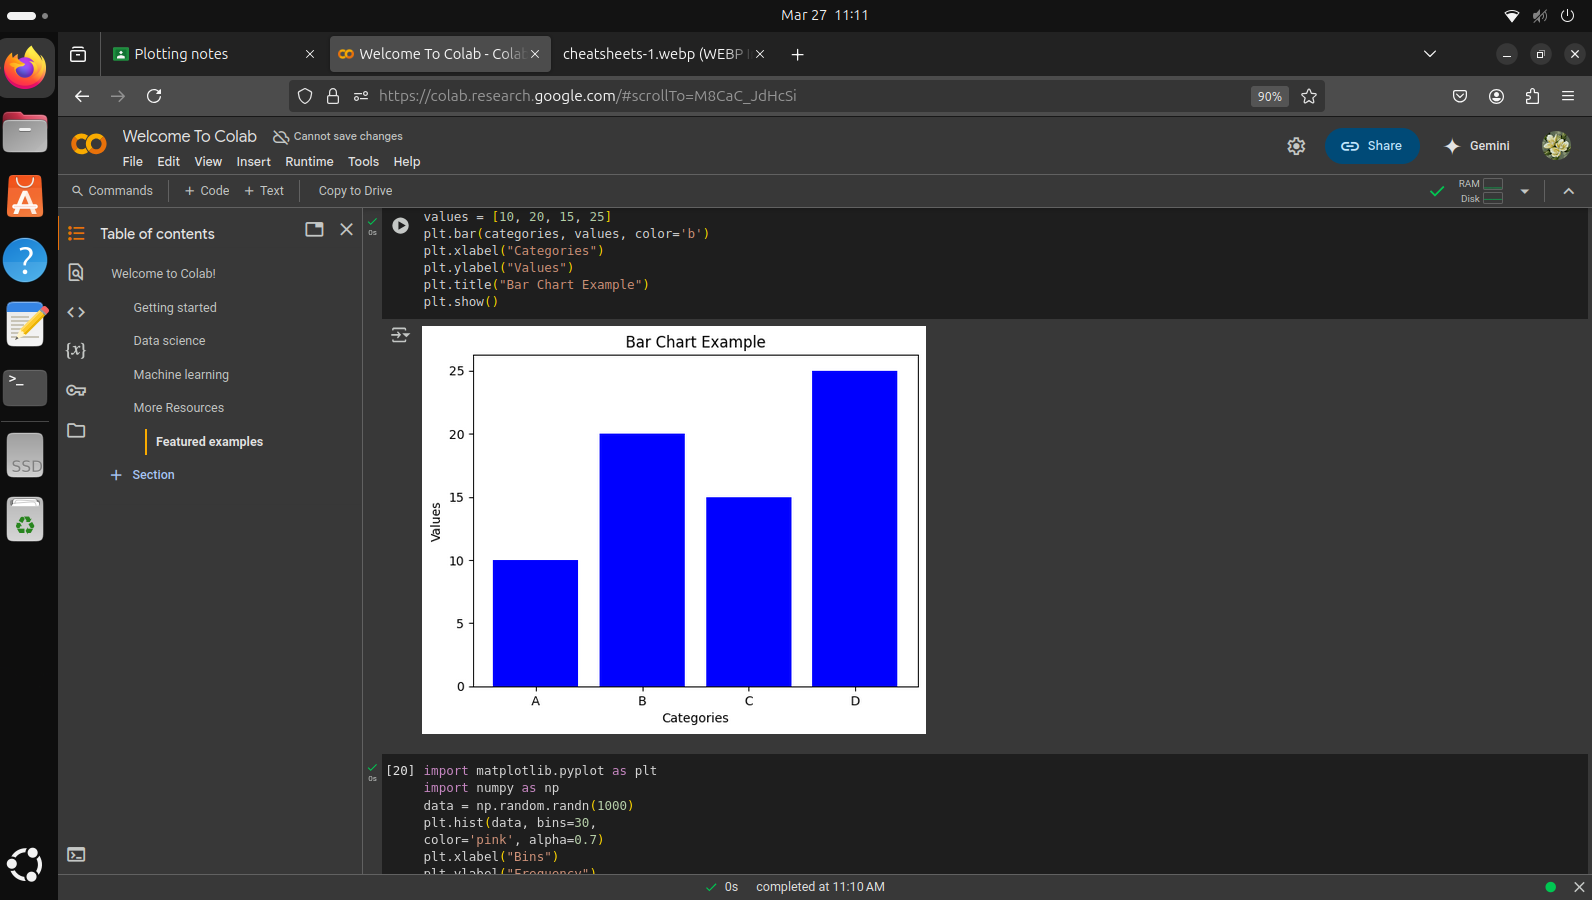 Mar 27 11:11
Plotting notes
Welcome To Colab - Cola
cheatsheets-1.webp (WEBP
https://colab.research.google.com/#scrollTo=M8CaC_JdHcSi
90%
Welcome To Colab
Cannot save changes
File Edit View Insert Runtime Tools Help
Share
Gemini
Commands
+ Code + Text
Copy to Drive
RAM
Disk
Table of contents
Welcome to Colab!
Getting started
Data science
Machine learning
More Resources
Featured examples
+ Section
0s
values = [10, 20, 15, 25]
plt.bar(categories, values, color='b')
plt.xlabel("Categories")
plt.ylabel("Values")
plt.title("Bar Chart Example")
plt.show()
Bar Chart Example
25
20
15
10
5
0
Values
A B C D
Categories
0s
[20] import matplotlib.pyplot as plt
import numpy as np
data = np.random.randn(1000)
plt.hist(data, bins=30,
color='pink', alpha=0.7)
plt.xlabel("Bins")
plt.ylabel("Frequency")
0s completed at 11:10 AM
SSD